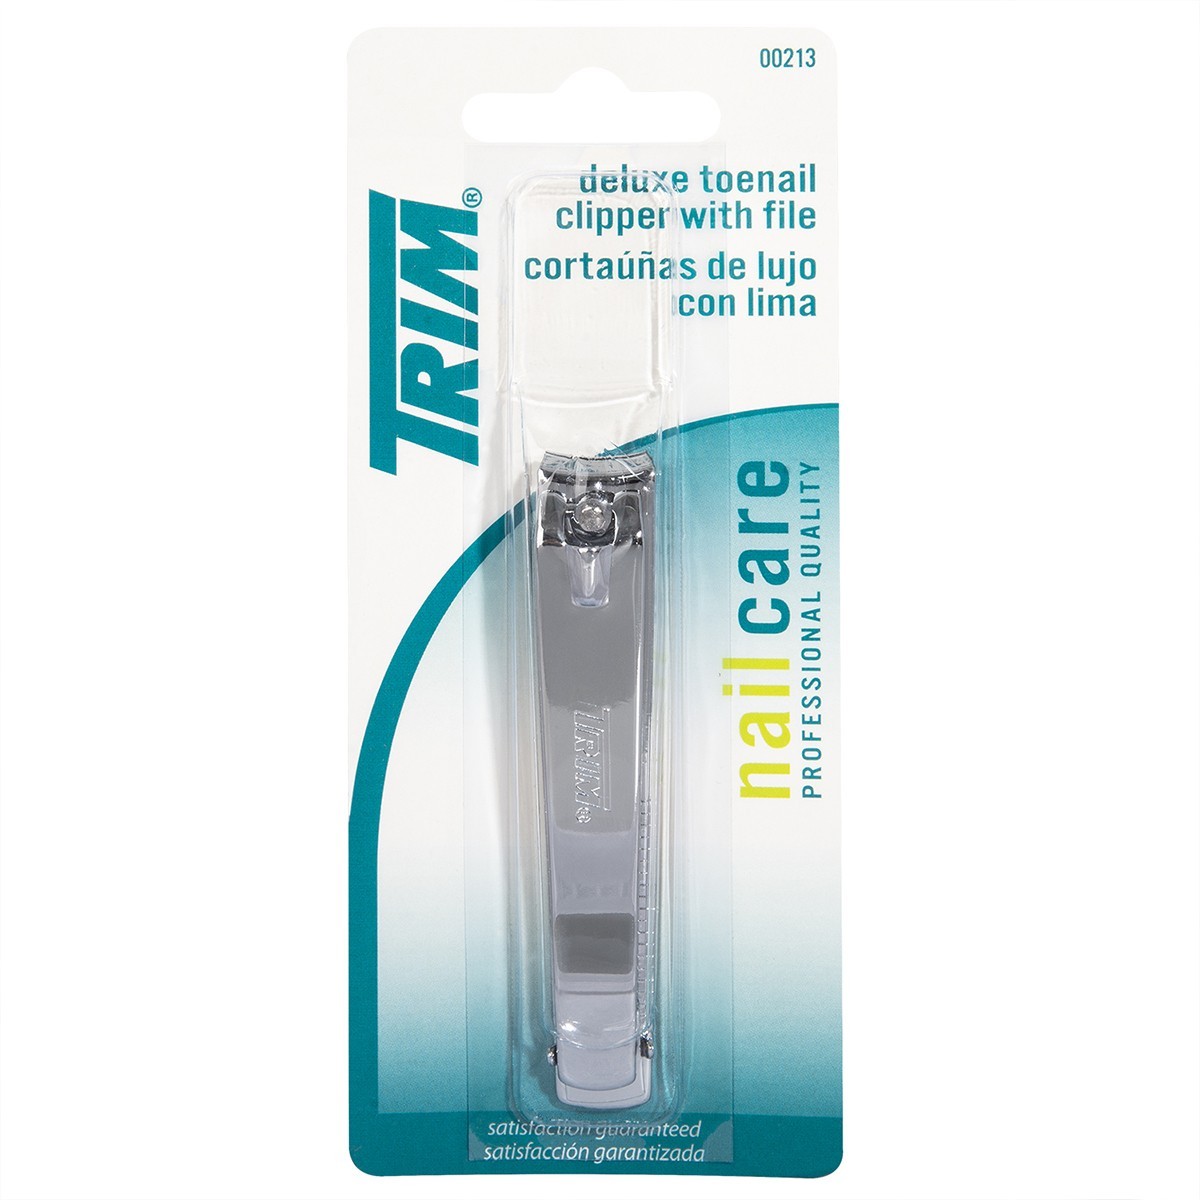 00213
TRIM®
deluxe toenail
clipper with file
cortaúñas de lujo
con lima
nail care
PROFESSIONAL QUALITY
TRIM®
satisfaction guaranteed
satisfacción garantizada